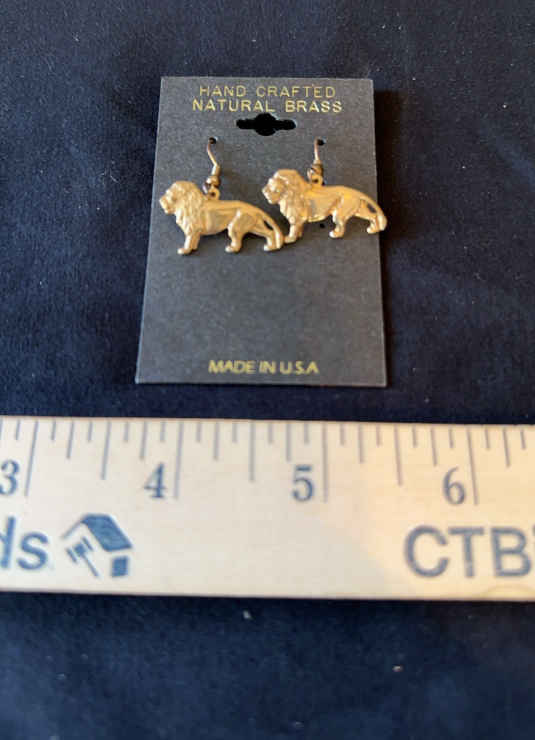 HAND CRAFTED
NATURAL BRASS
MADE IN U.S.A
3 4 5 6
ds CTB